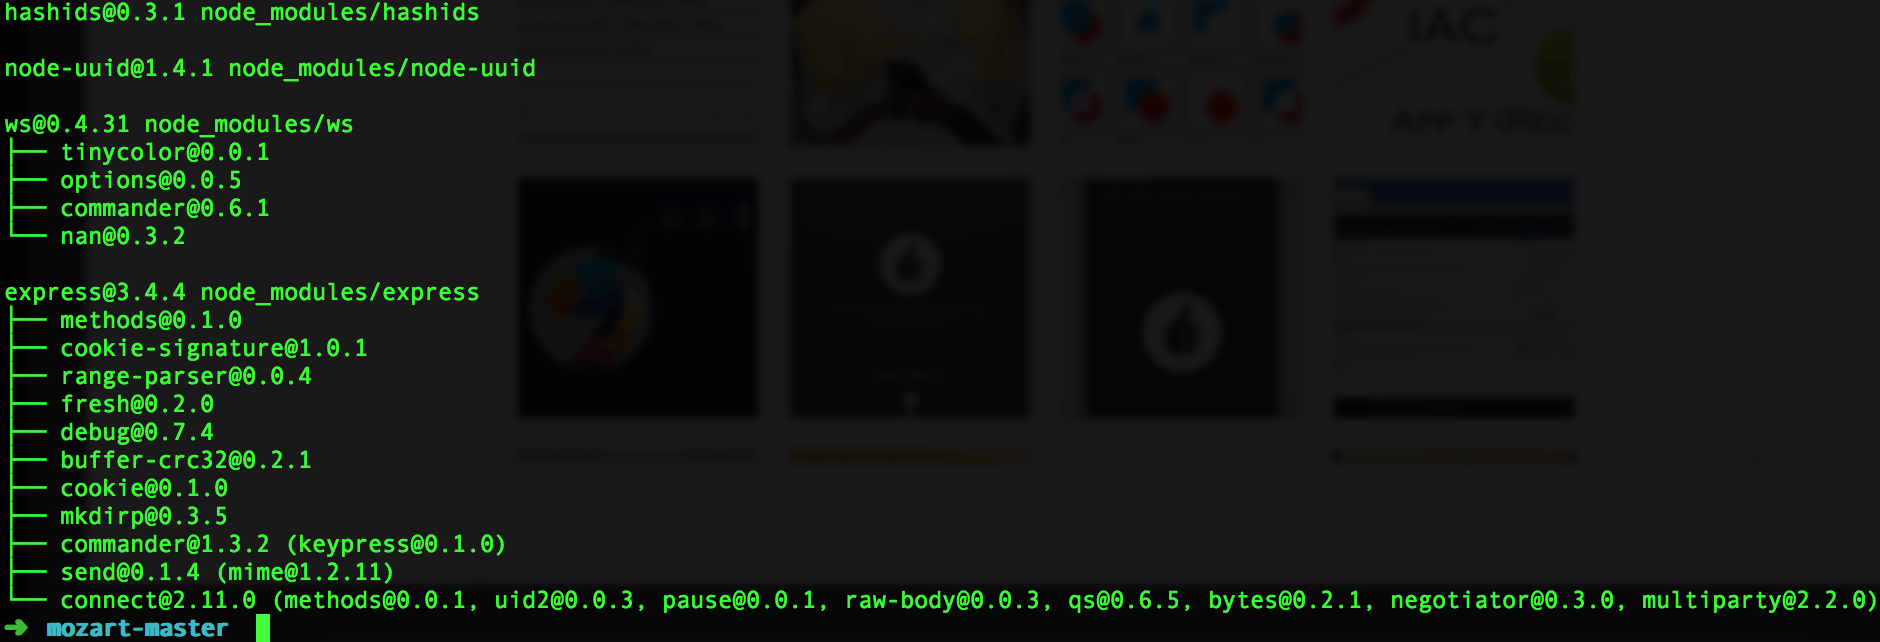 hashids@0.3.1 node_modules/hashids
node-uuid@1.4.1 node_modules/node-uuid
ws@0.4.31 node_modules/ws
├── tinycolor@0.0.1
├── options@0.0.5
├── commander@0.6.1
└── nan@0.3.2
express@3.4.4 node_modules/express
├── methods@0.1.0
├── cookie-signature@1.0.1
├── range-parser@0.0.4
├── fresh@0.2.0
├── debug@0.7.4
├── buffer-crc32@0.2.1
├── cookie@0.1.0
├── mkdirp@0.3.5
├── commander@1.3.2 (keypress@0.1.0)
├── send@0.1.4 (mime@1.2.11)
└── connect@2.11.0 (methods@0.0.1, uid2@0.0.3, pause@0.0.1, raw-body@0.0.3, qs@0.6.5, bytes@0.2.1, negotiator@0.3.0, multiparty@2.2.0)
➜ mozart-master
IAC
APP Y (REC